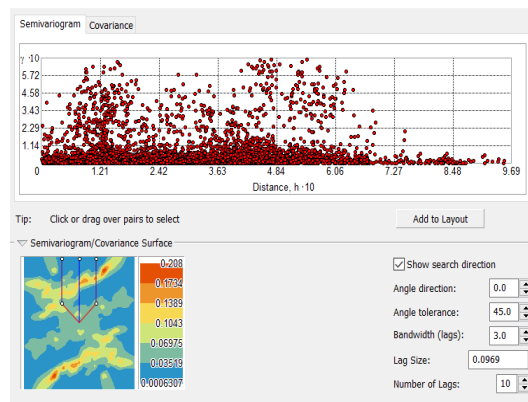 Semivariogram Covariance
γ ·10
5.72
4.58
3.43
2.29
1.14
0 1.21 2.42 3.63 4.84 6.06 7.27 8.48 9.69
Distance, h ·10
Tip: Click or drag over pairs to select
Add to Layout
Semivariogram/Covariance Surface
0.208
0.1734
0.1389
0.1043
0.06975
0.03519
0.0006307
Show search direction
Angle direction: 0.0
Angle tolerance: 45.0
Bandwidth (lags): 3.0
Lag Size: 0.0969
Number of Lags: 10